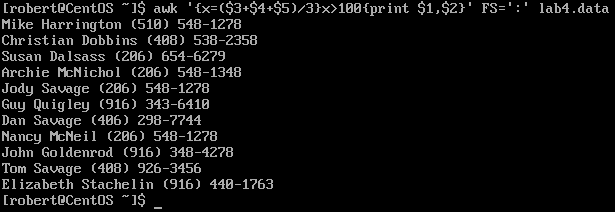 [robert@CentOS ~]$ awk '{x=($3+$4+$5)/3}x>100{print $1,$2}' FS=':' lab4.data
Mike Harrington (510) 548-1278
Christian Dobbins (408) 538-2358
Susan Dalsass (206) 654-6279
Archie McNichol (206) 548-1348
Jody Savage (206) 548-1278
Guy Quigley (916) 343-6410
Dan Savage (406) 298-7744
Nancy McNeil (206) 548-1278
John Goldenrod (916) 348-4278
Tom Savage (408) 926-3456
Elizabeth Stachelin (916) 440-1763
[robert@CentOS ~]$ _